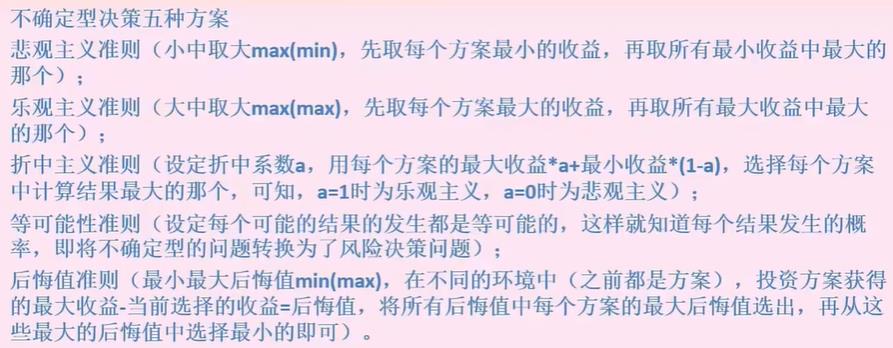 不确定型决策五种方案
悲观主义准则（小中取大max(min)，先取每个方案最小的收益，再取所有最小收益中最大的
那个）；
乐观主义准则（大中取大max(max)，先取每个方案最大的收益，再取所有最大收益中最大
的那个）；
折中主义准则（设定折中系数a，用每个方案的最大收益*a+最小收益*(1-a)，选择每个方案
中计算结果最大的那个，可知，a=1时为乐观主义，a=0时为悲观主义）；
等可能性准则（设定每个可能的结果的发生都是等可能的，这样就知道每个结果发生的概
率，即将不确定型的问题转换为了风险决策问题）；
后悔值准则（最小最大后悔值min(max)，在不同的环境中（之前都是方案），投资方案获得
的最大收益-当前选择的收益=后悔值，将所有后悔值中每个方案的最大后悔值选出，再从这
些最大的后悔值中选择最小的即可）。